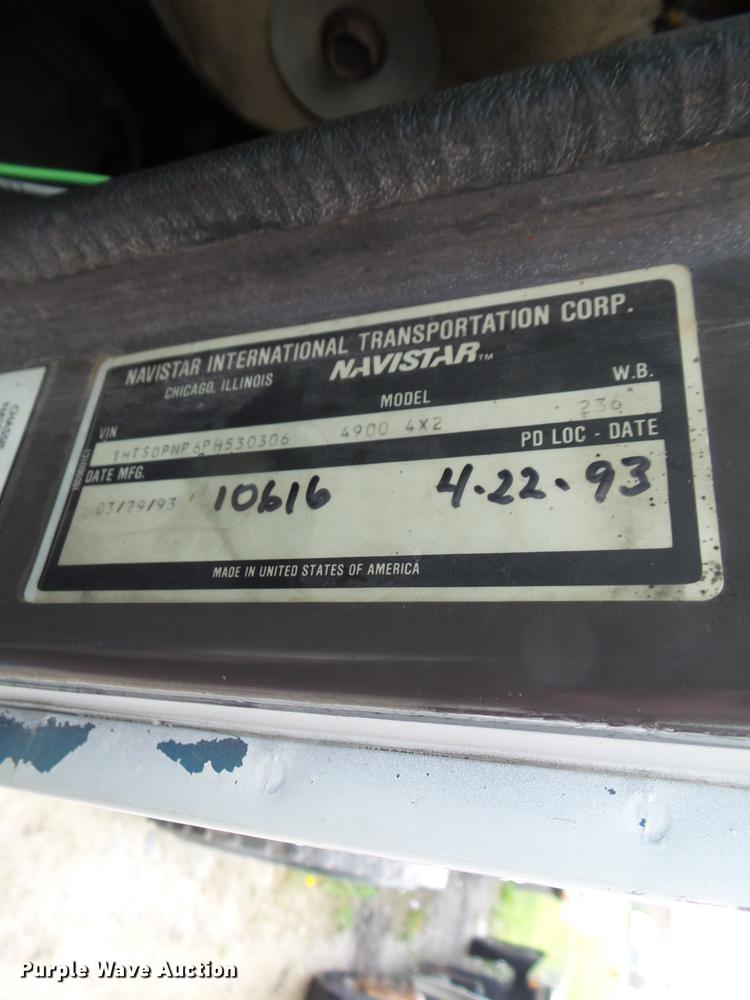 NAVISTAR INTERNATIONAL TRANSPORTATION CORP.
CHICAGO, ILLINOIS NAVISTAR™
VIN MODEL W.B.
1HTSDPNP6PH530306 4900 4X2 236
DATE MFG. PD LOC - DATE
03/29/93 10616 4.22.93
MADE IN UNITED STATES OF AMERICA
Purple Wave Auction